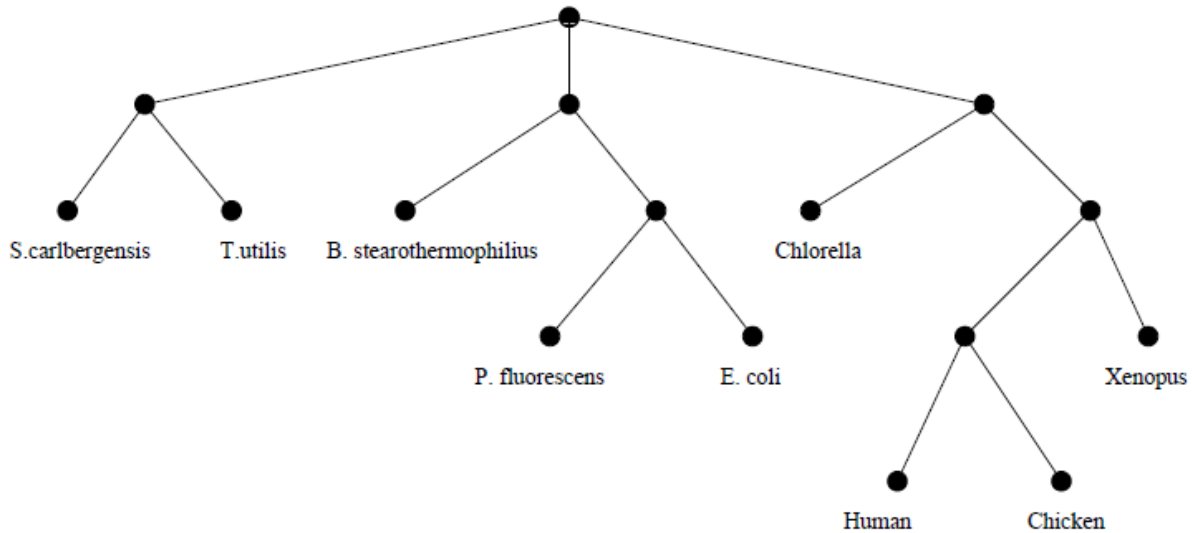 S.carlbergensis
T.utilis
B. stearothermophilius
Chlorella
P. fluorescens
E. coli
Xenopus
Human
Chicken